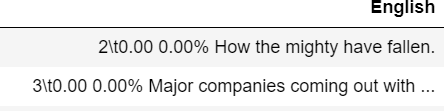 English
2\t0.00 0.00% How the mighty have fallen.
3\t0.00 0.00% Major companies coming out with ...